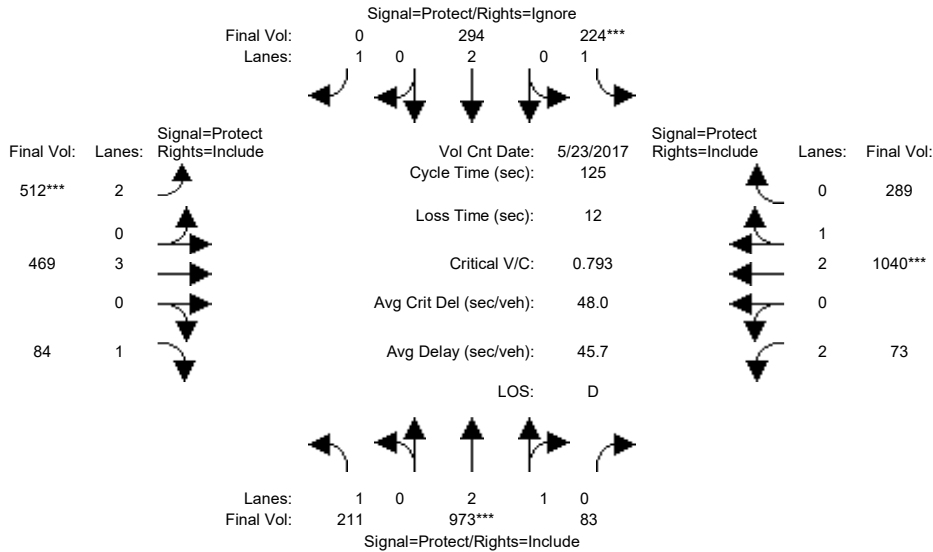 Signal=Protect/Rights=Ignore
Final Vol: 0 294 224***
Lanes: 1 0 2 0 1
Signal=Protect
Final Vol: Lanes: Rights=Include
Vol Cnt Date: 5/23/2017
Signal=Protect
Rights=Include Lanes: Final Vol:
Cycle Time (sec): 125
512*** 2
0 289
Loss Time (sec): 12
0
1
469 3
Critical V/C: 0.793
2 1040***
0
Avg Crit Del (sec/veh): 48.0
0
84 1
Avg Delay (sec/veh): 45.7
2 73
LOS: D
Lanes: 1 0 2 1 0
Final Vol: 211 973*** 83
Signal=Protect/Rights=Include